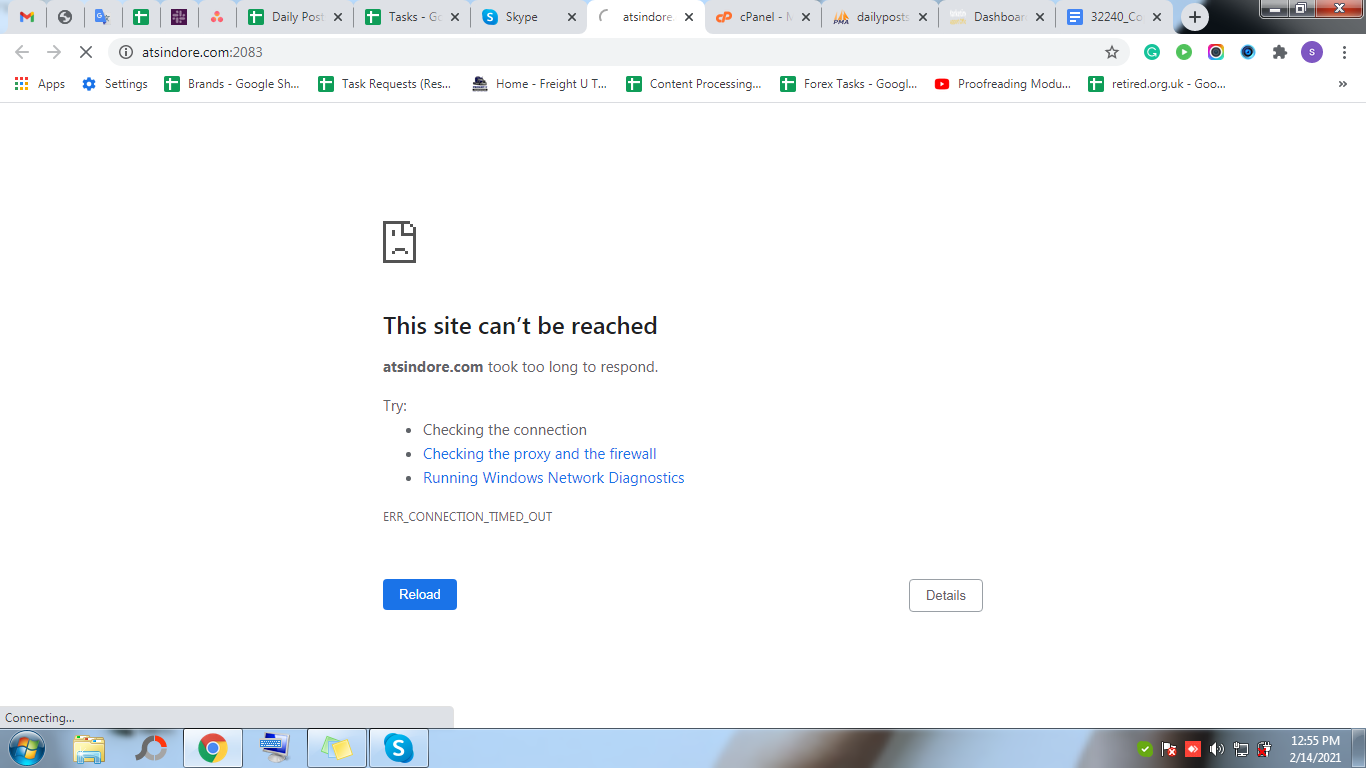 Daily Post
Tasks - Go
Skype
atsindore.
cPanel - M
dailyposts
Dashboar
32240_Co
atsindore.com:2083
S
Apps
Settings
Brands - Google Sh...
Task Requests (Res...
Home - Freight U T...
Content Processing...
Forex Tasks - Googl...
Proofreading Modu...
retired.org.uk - Goo...
This site can’t be reached
atsindore.com took too long to respond.
Try:
Checking the connection
Checking the proxy and the firewall
Running Windows Network Diagnostics
ERR_CONNECTION_TIMED_OUT
Reload
Details
Connecting...
12:55 PM
2/14/2021